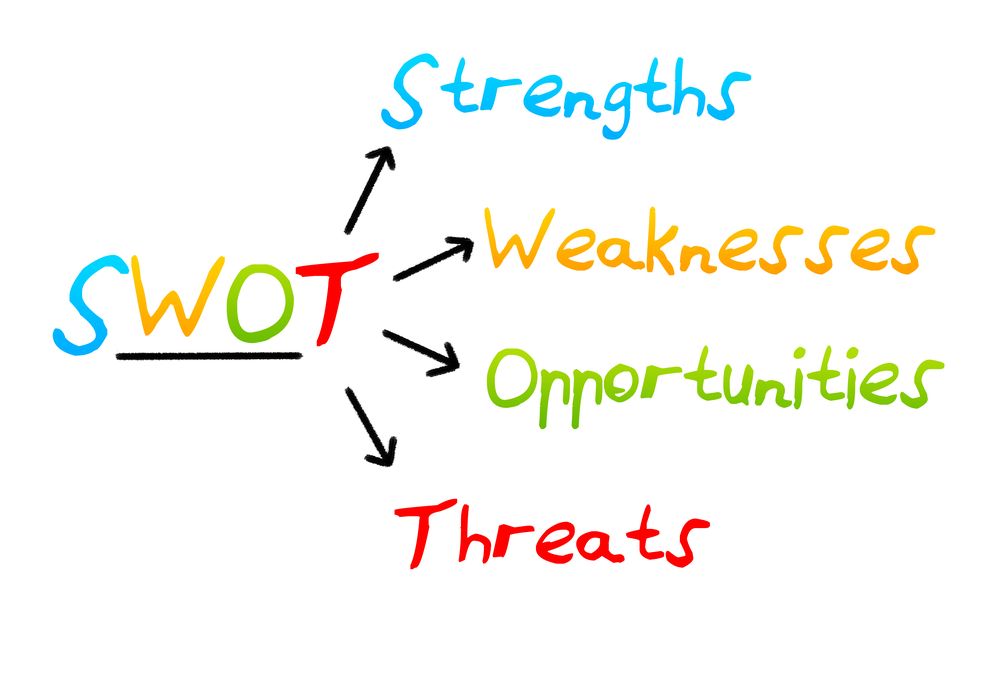 SWOT
Strengths
Weaknesses
Opportunities
Threats